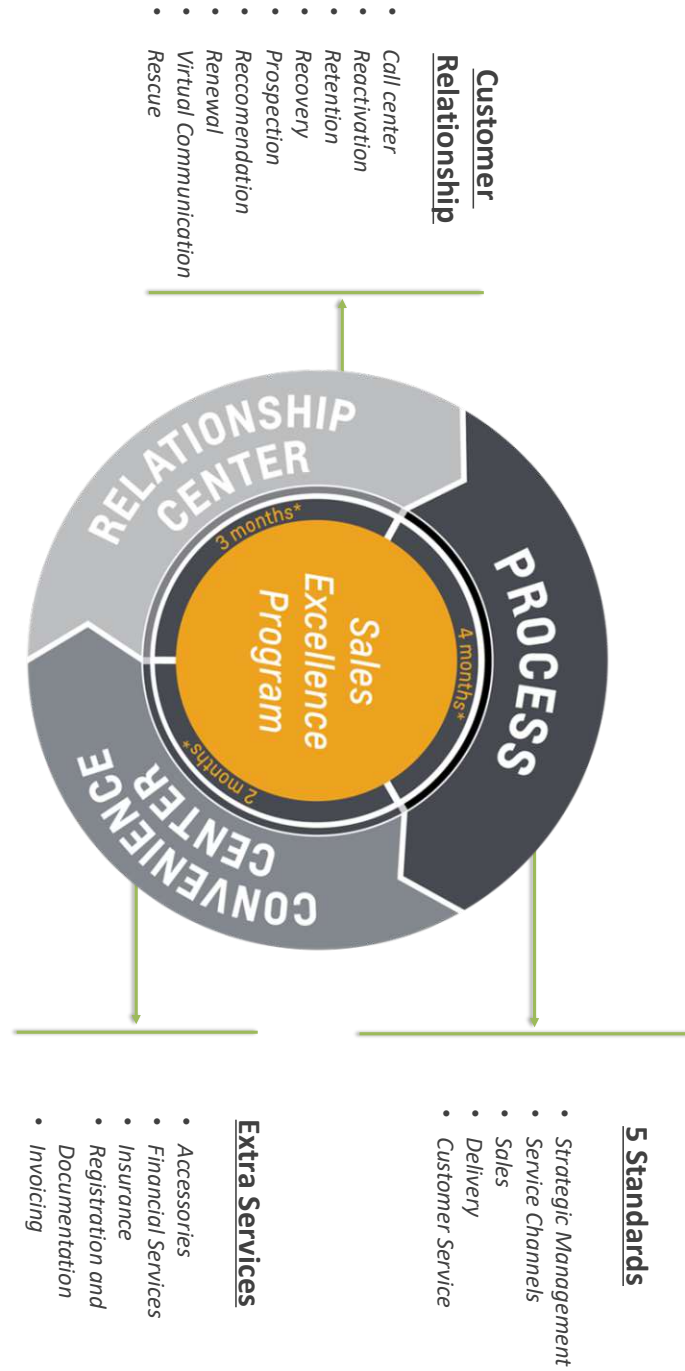 Customer
Relationship
• Call center
• Reactivation
• Retention
• Recovery
• Prospection
• Reccomendation
• Renewal
• Virtual Communication
• Rescue
RELATIONSHIP
CENTER
3 months*
PROCESS
4 months*
Sales
Excellence
Program
2 months*
CONVENIENCE
CENTER
5 Standards
• Strategic Management
• Service Channels
• Sales
• Delivery
• Customer Service
Extra Services
• Accessories
• Financial Services
• Insurance
• Registration and
Documentation
• Invoicing